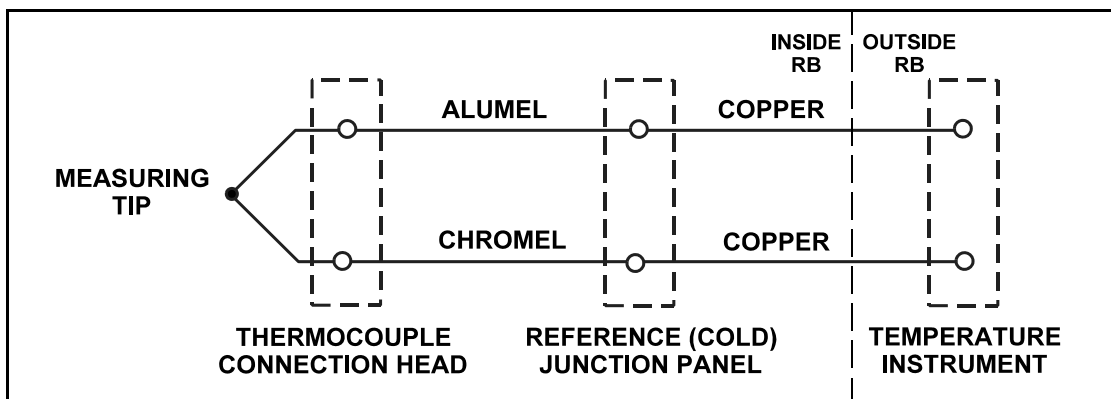 INSIDE
RB
OUTSIDE
RB
ALUMEL
COPPER
MEASURING
TIP
CHROMEL
COPPER
THERMOCOUPLE
CONNECTION HEAD
REFERENCE (COLD)
JUNCTION PANEL
TEMPERATURE
INSTRUMENT